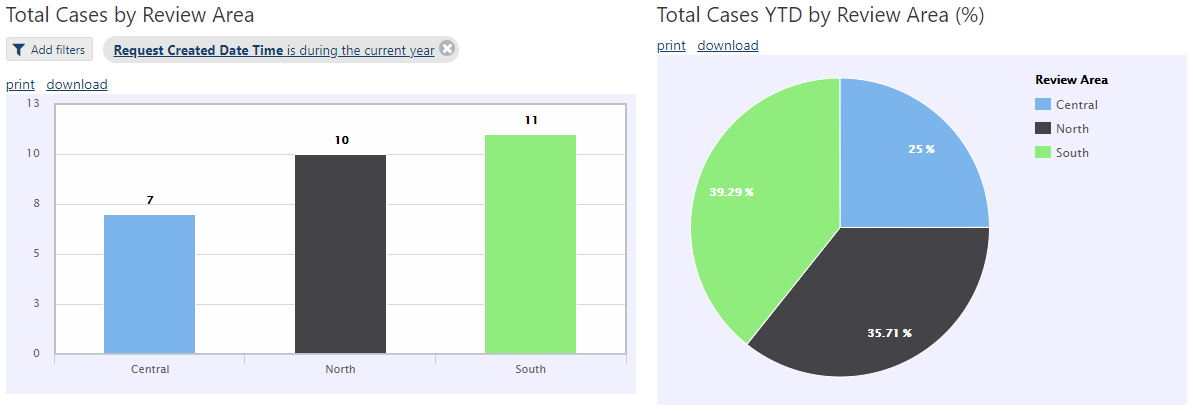 Total Cases by Review Area
Add filters
Request Created Date Time is during the current year
print download
13
10
8
5
3
0
7
10
11
Central North South
Total Cases YTD by Review Area (%)
print download
Review Area
Central
North
South
25 %
39.29 %
35.71 %